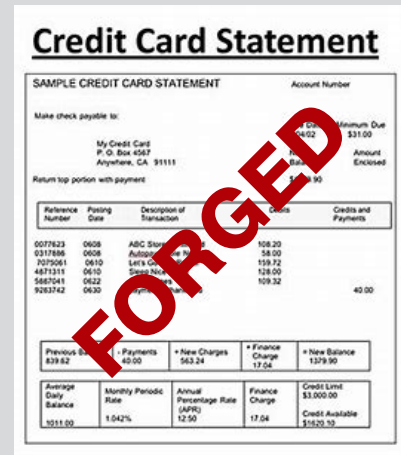 Credit Card Statement
SAMPLE CREDIT CARD STATEMENT Account Number
Make check payable to:
Minimum Due
04/02 $31.00
My Credit Card
P. O. Box 4567 Amount
Anywhere, CA 91111 Enclosed
Return top portion with payment
FORGED
Reference Posting Description of Debits Credits and
Number Date Transaction Payments
0077623 0608 ABC 108.20
0317886 0608 58.00
7075061 0610 Let's 159.72
4871311 0610 Sleep Nice 128.00
5667041 0622 109.32
9283742 0630 40.00
Previous - Payments + New Charges + Finance Charge + New Balance
839.62 40.00 563.24 17.04 1379.90
Average Daily Balance Monthly Periodic Rate Annual Percentage Rate (APR) Finance Charge Credit Limit
$3,000.00
Credit Available
1011.00 1.042% 12.50 17.04 $1620.10